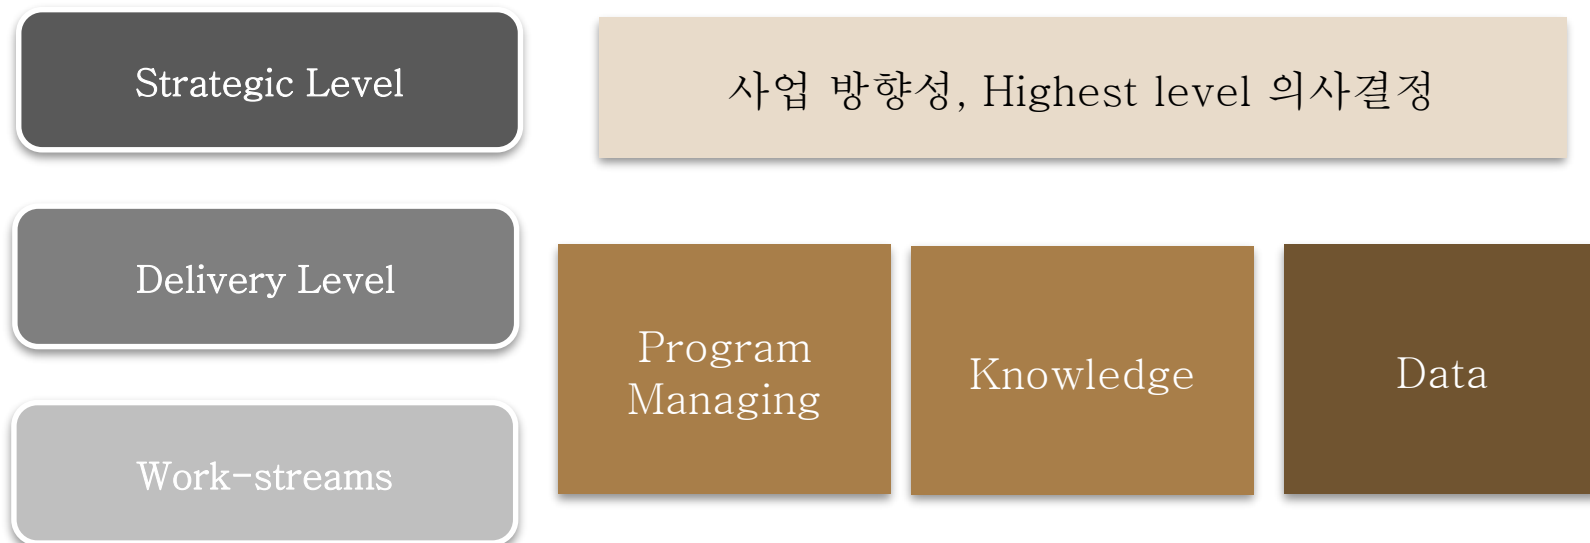 Strategic Level
사업 방향성, Highest level 의사결정
Delivery Level
Program
Managing
Knowledge
Data
Work-streams